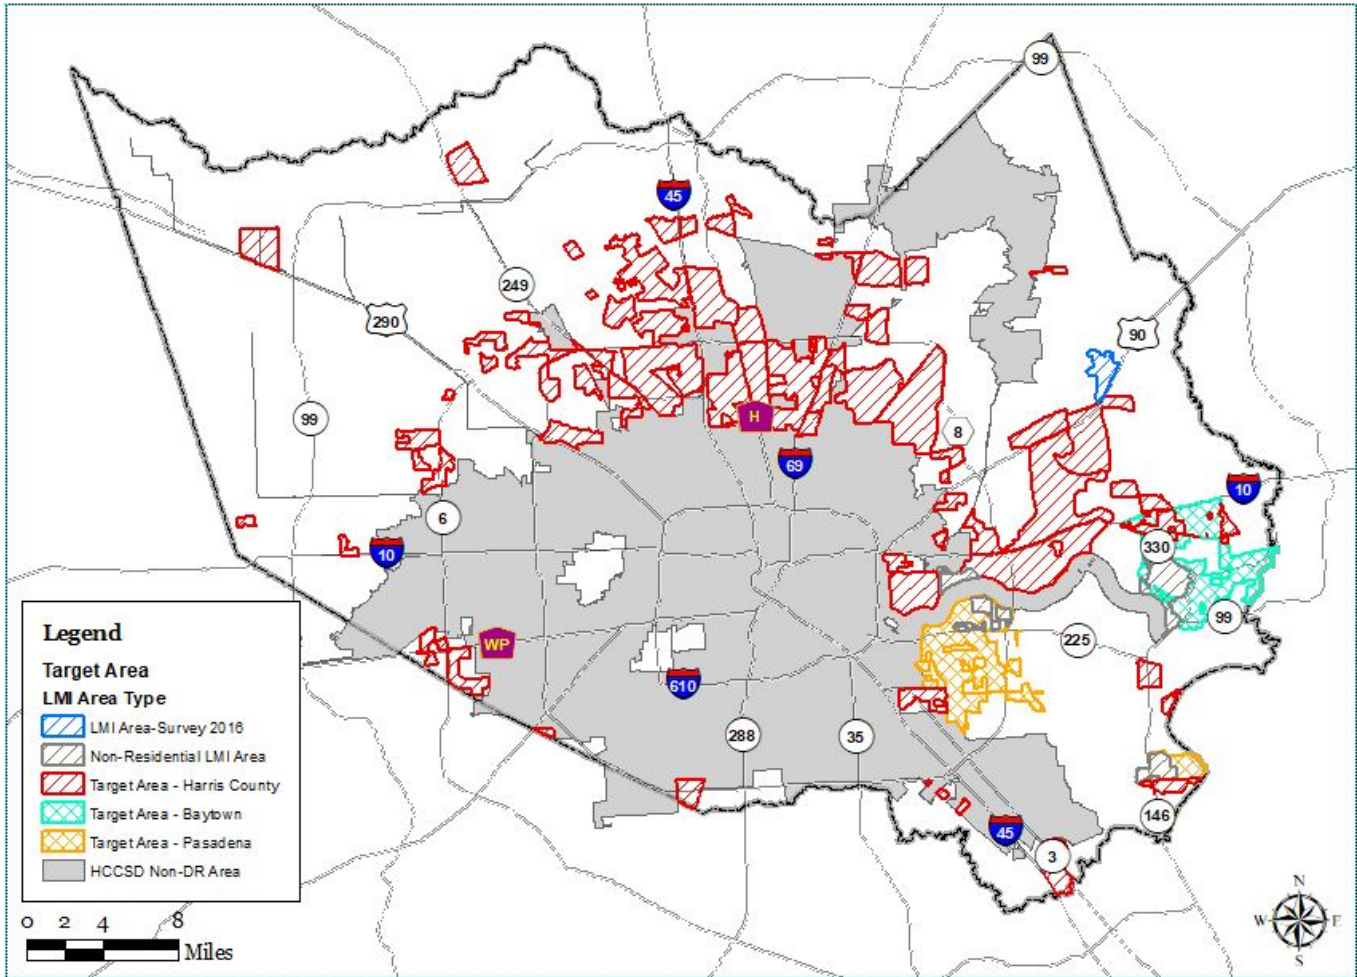 99
45
249
290
90
H
99
8
69
10
6
330
10
99
225
WP
610
288
35
146
45
3
Legend
Target Area
LMI Area Type
LMI Area-Survey 2016
Non-Residential LMI Area
Target Area - Harris County
Target Area - Baytown
Target Area - Pasadena
HCCSD Non-DR Area
0 2 4 8
Miles
N
W E
S